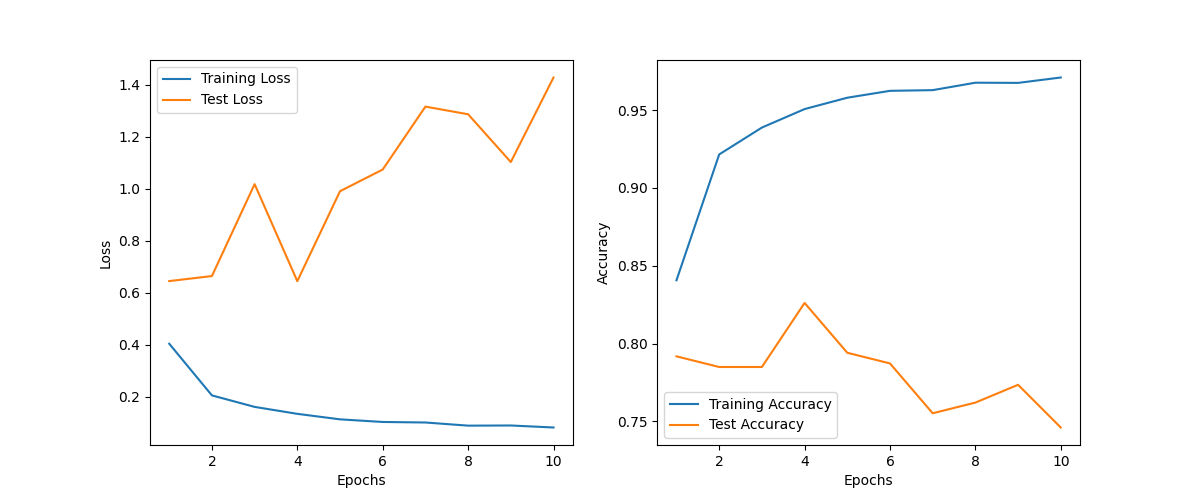 Training Loss
Test Loss
1.4
1.2
1.0
0.8
0.6
0.4
0.2
Loss
2 4 6 8 10
Epochs
0.95
0.90
0.85
0.80
0.75
Accuracy
Training Accuracy
Test Accuracy
2 4 6 8 10
Epochs